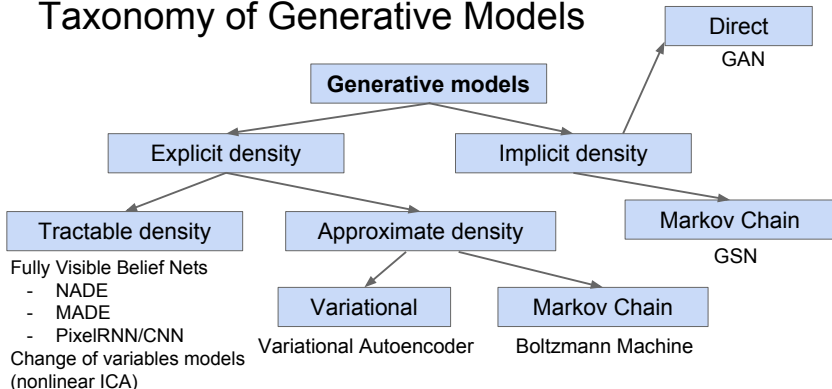 Taxonomy of Generative Models
Direct
GAN
Generative models
Explicit density
Implicit density
Tractable density
Approximate density
Markov Chain
GSN
Fully Visible Belief Nets
- NADE
- MADE
- PixelRNN/CNN
Change of variables models
(nonlinear ICA)
Variational
Variational Autoencoder
Markov Chain
Boltzmann Machine